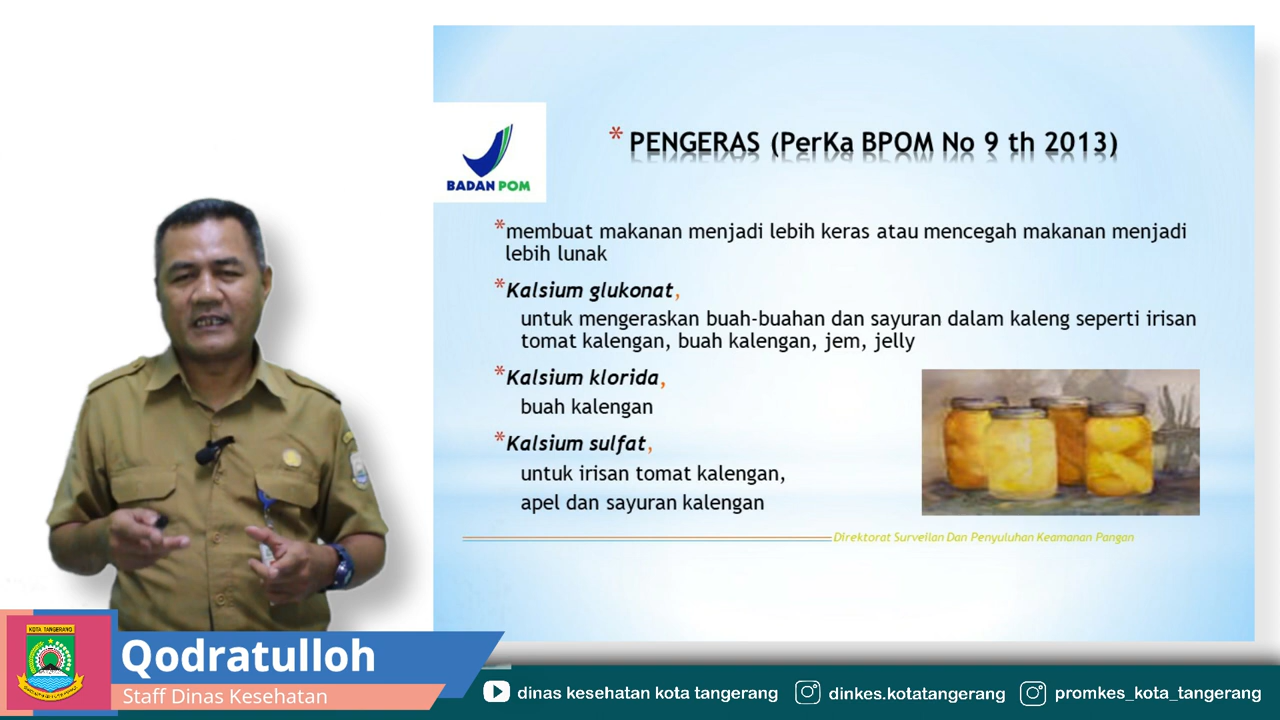 * PENGERAS (PerKa BPOM No 9 th 2013)
BADAN POM
*membuat makanan menjadi lebih keras atau mencegah makanan menjadi
lebih lunak
*Kalsium glukonat,
untuk mengeraskan buah-buahan dan sayuran dalam kaleng seperti irisan
tomat kalengan, buah kalengan, jem, jelly
*Kalsium klorida,
buah kalengan
*Kalsium sulfat,
untuk irisan tomat kalengan,
apel dan sayuran kalengan
Direktorat Surveilan Dan Penyuluhan Keamanan Pangan
KOTA TANGERANG
Qodratulloh
Staff Dinas Kesehatan
dinas kesehatan kota tangerang
dinkes.kotatangerang
promkes_kota_tangerang